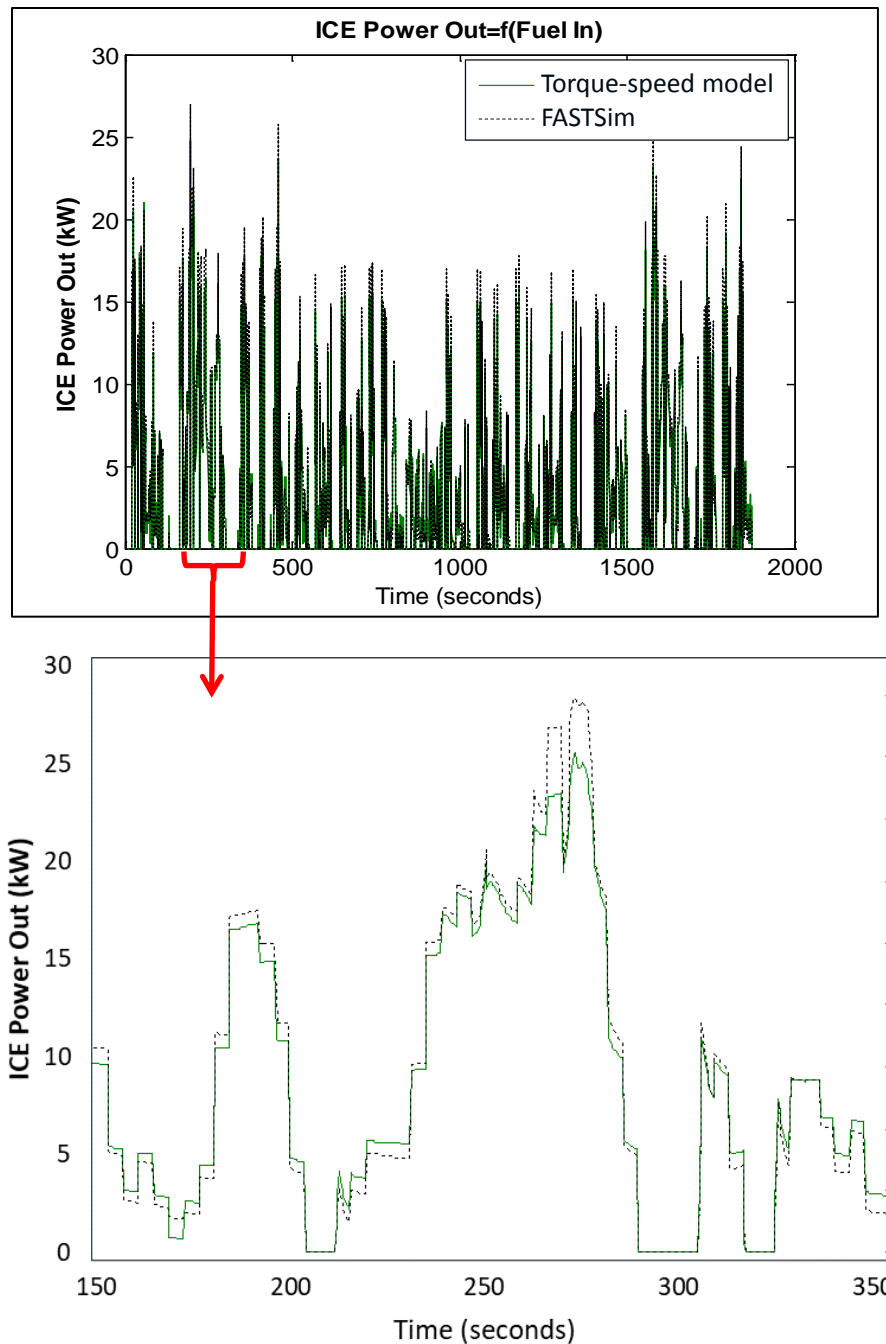 ICE Power Out=f(Fuel In)
30
25
20
15
10
5
0
ICE Power Out (kW)
Torque-speed model
FASTSim
0 500 1000 1500 2000
Time (seconds)
30
25
20
15
10
5
0
ICE Power Out (kW)
150 200 250 300 350
Time (seconds)